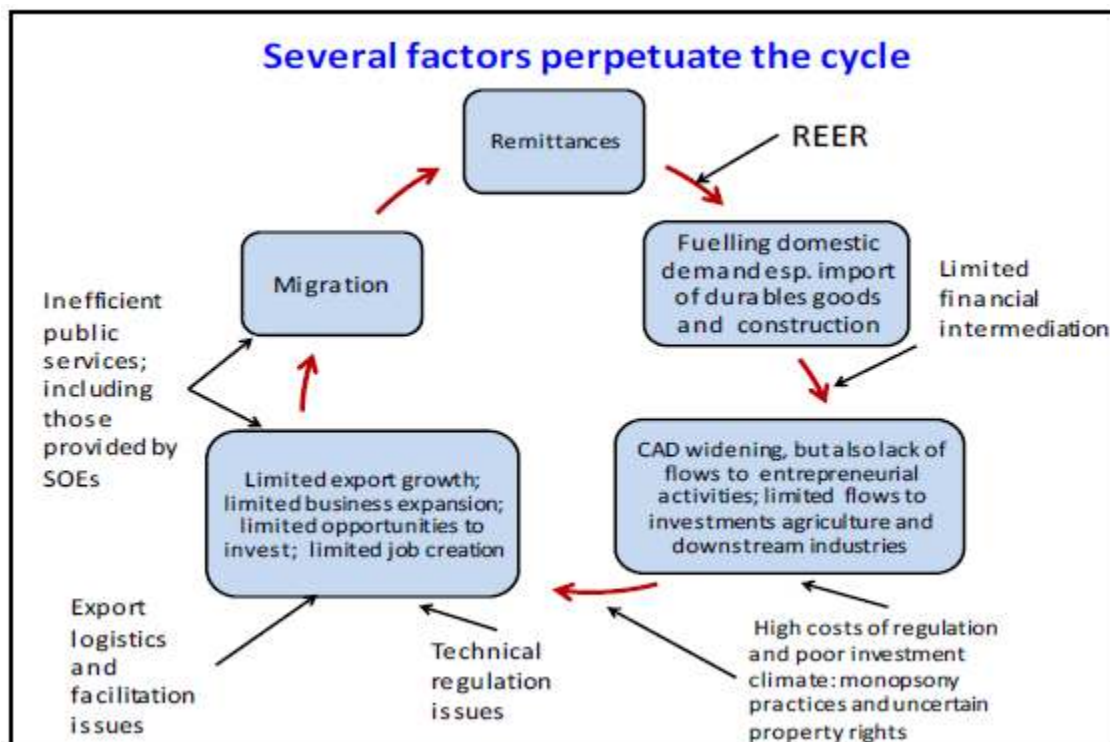 Several factors perpetuate the cycle
Remittances
REER
Fuelling domestic
demand esp. import
of durables goods
and construction
Limited
financial
intermediation
CAD widening, but also lack of
flows to entrepreneurial
activities; limited flows to
investments agriculture and
downstream industries
High costs of regulation
and poor investment
climate: monopsony
practices and uncertain
property rights
Limited export growth;
limited business expansion;
limited opportunities to
invest; limited job creation
Technical
regulation
issues
Export
logistics
and
facilitation
issues
Inefficient
public
services;
including
those
provided by
SOEs
Migration